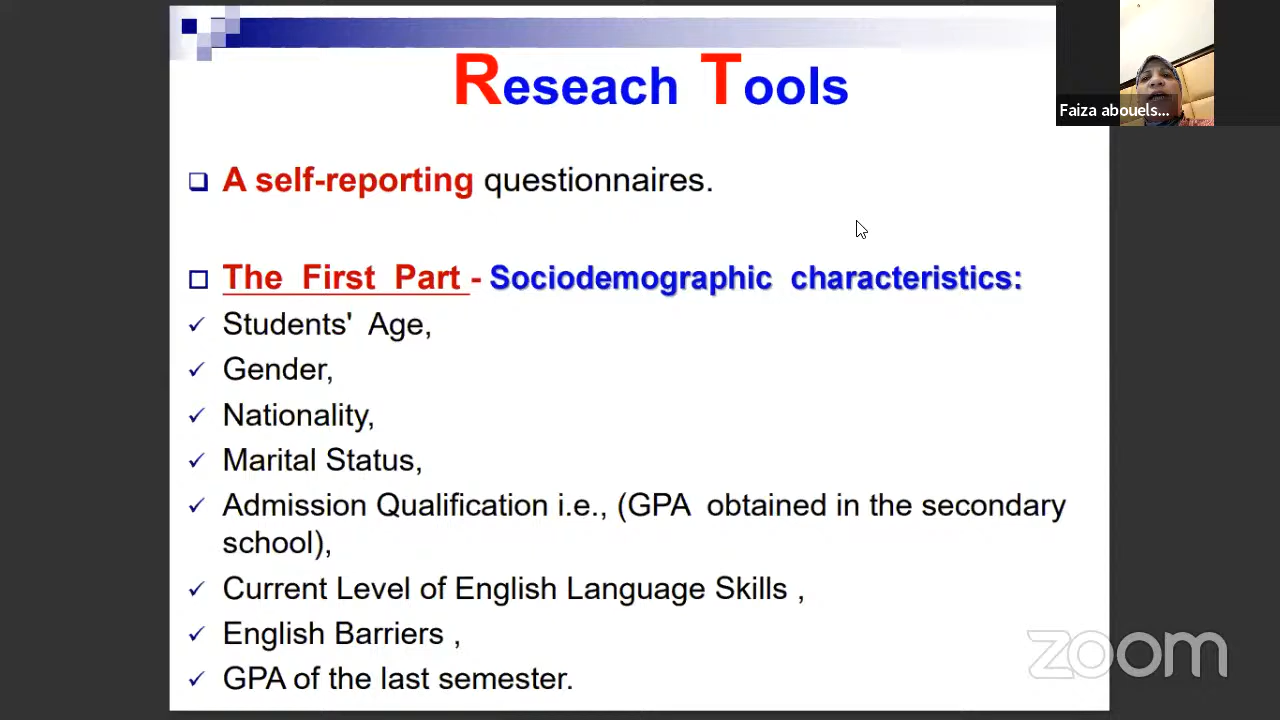 Reseach Tools
Faiza abouels...
A self-reporting questionnaires.
The First Part - Sociodemographic characteristics:
Students' Age,
Gender,
Nationality,
Marital Status,
Admission Qualification i.e., (GPA obtained in the secondary
school),
Current Level of English Language Skills ,
English Barriers ,
GPA of the last semester.
zoom